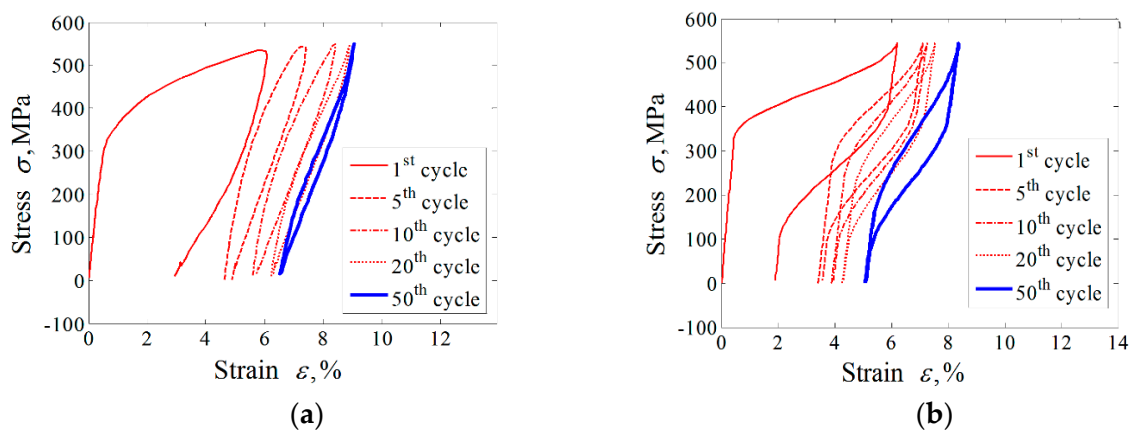 600
500
400
300
200
100
0
-100
Stress σ, MPa
0 2 4 6 8 10 12
Strain ε, %
1st cycle
5th cycle
10th cycle
20th cycle
50th cycle
(a)
600
500
400
300
200
100
0
-100
Stress σ, MPa
0 2 4 6 8 10 12 14
Strain ε, %
1st cycle
5th cycle
10th cycle
20th cycle
50th cycle
(b)